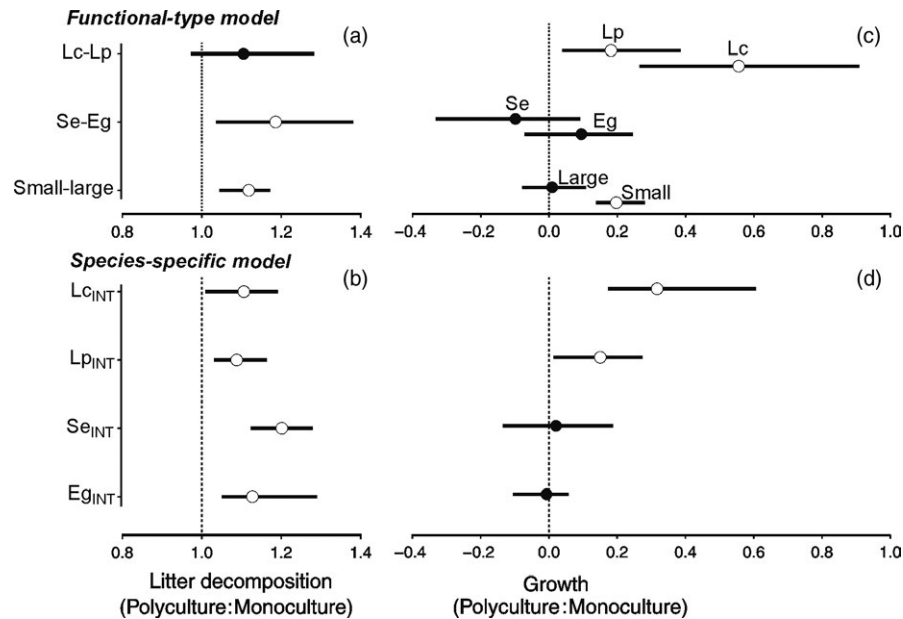 Functional-type model
(a)
(c)
Lc-Lp
Lp
Lc
Se-Eg
Se
Eg
Small-large
Large
Small
0.8 1.0 1.2 1.4
−0.4 −0.2 0.0 0.2 0.4 0.6 0.8 1.0
Species-specific model
(b)
(d)
LcINT
LpINT
SeINT
EgINT
0.8 1.0 1.2 1.4
−0.4 −0.2 0.0 0.2 0.4 0.6 0.8 1.0
Litter decomposition
(Polyculture:Monoculture)
Growth
(Polyculture:Monoculture)